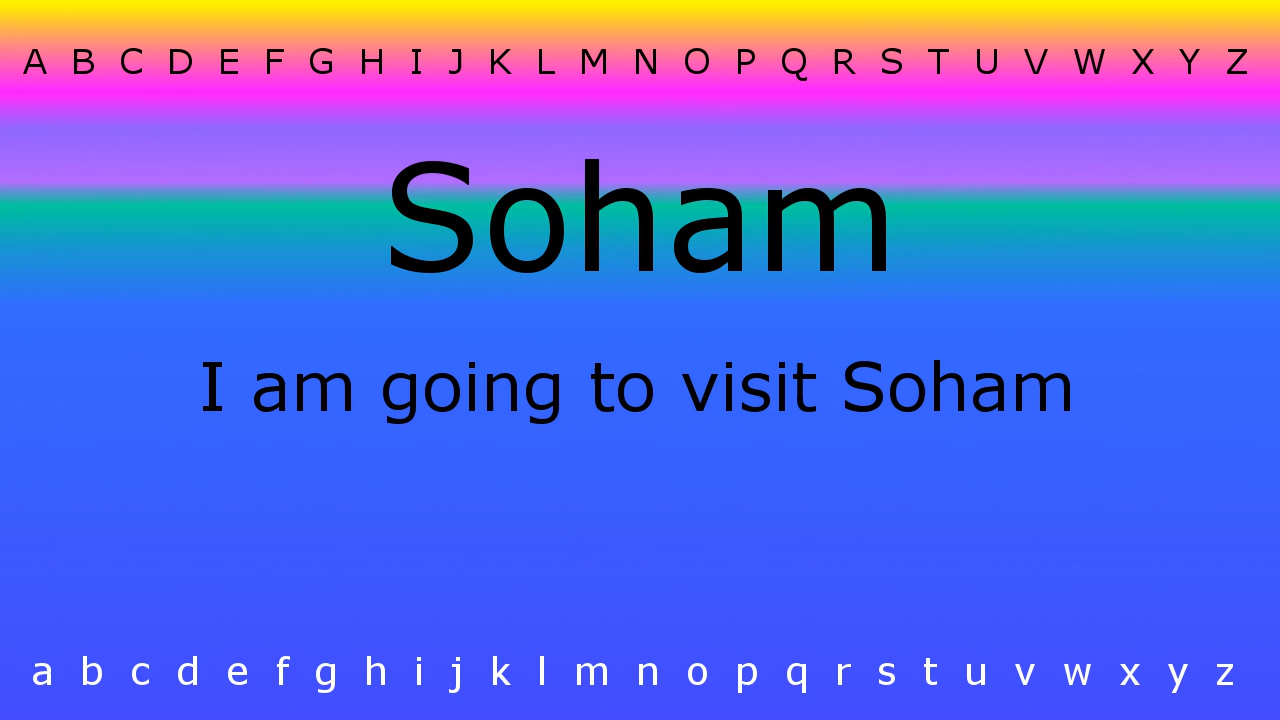 A B C D E F G H I J K L M N O P Q R S T U V W X Y Z
Soham
I am going to visit Soham
a b c d e f g h i j k l m n o p q r s t u v w x y z